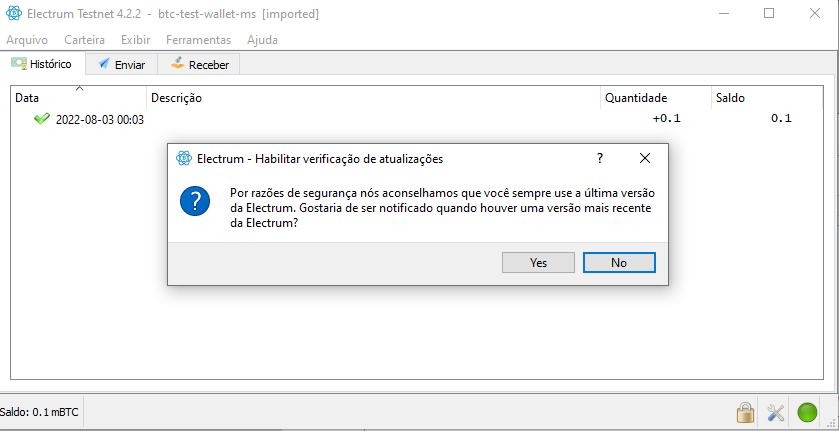 Electrum Testnet 4.2.2 - btc-test-wallet-ms [imported]
Arquivo Carteira Exibir Ferramentas Ajuda
Histórico Enviar Receber
Data Descrição Quantidade Saldo
2022-08-03 00:03 +0.1 0.1
Electrum - Habilitar verificação de atualizações ?
Por razões de segurança nós aconselhamos que você sempre use a última versão
da Electrum. Gostaria de ser notificado quando houver uma versão mais recente
da Electrum?
Yes No
Saldo: 0.1 mBTC